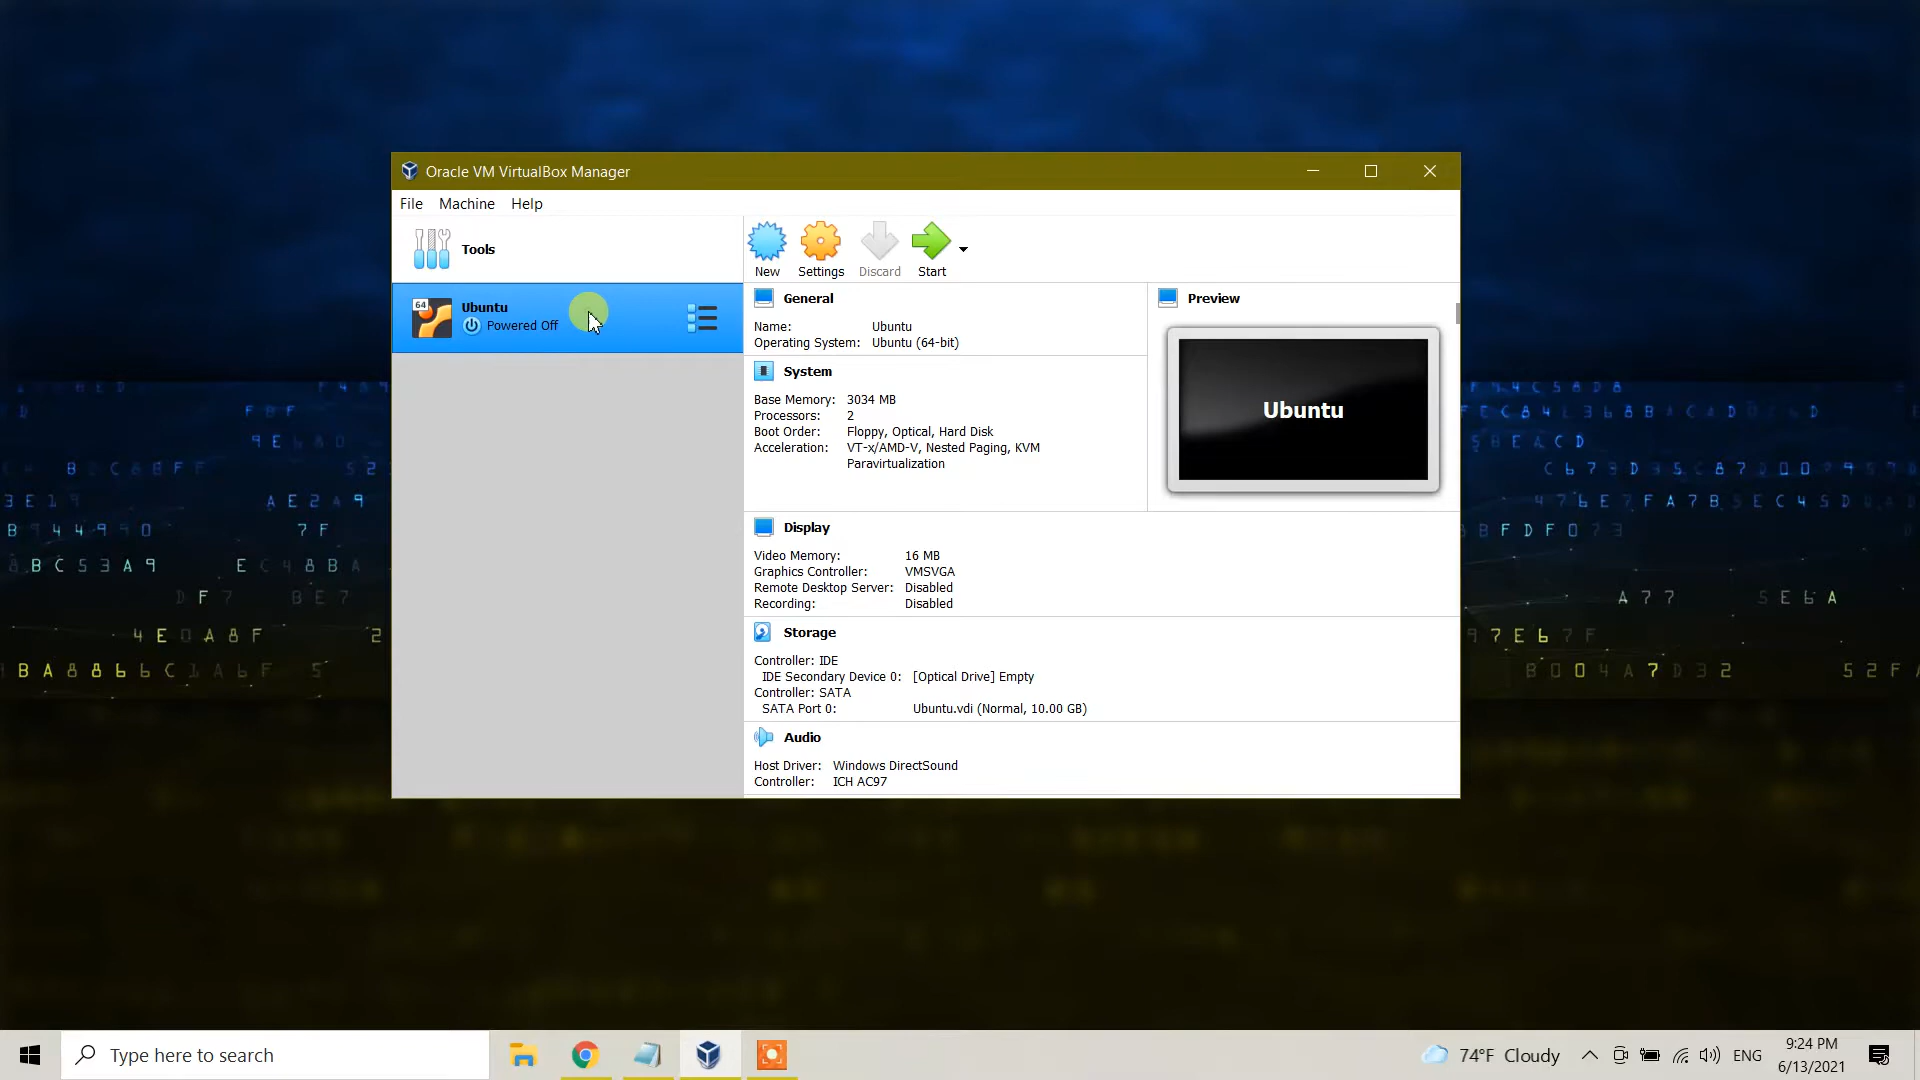 Oracle VM VirtualBox Manager
File Machine Help
Tools
New Settings Discard Start
64
Ubuntu
Powered Off
General
Name: Ubuntu
Operating System: Ubuntu (64-bit)
Preview
Ubuntu
System
Base Memory: 3034 MB
Processors: 2
Boot Order: Floppy, Optical, Hard Disk
Acceleration: VT-x/AMD-V, Nested Paging, KVM
Paravirtualization
Display
Video Memory: 16 MB
Graphics Controller: VMSVGA
Remote Desktop Server: Disabled
Recording: Disabled
Storage
Controller: IDE
IDE Secondary Device 0: [Optical Drive] Empty
Controller: SATA
SATA Port 0: Ubuntu.vdi (Normal, 10.00 GB)
Audio
Host Driver: Windows DirectSound
Controller: ICH AC97
Type here to search
74°F Cloudy
ENG
9:24 PM
6/13/2021